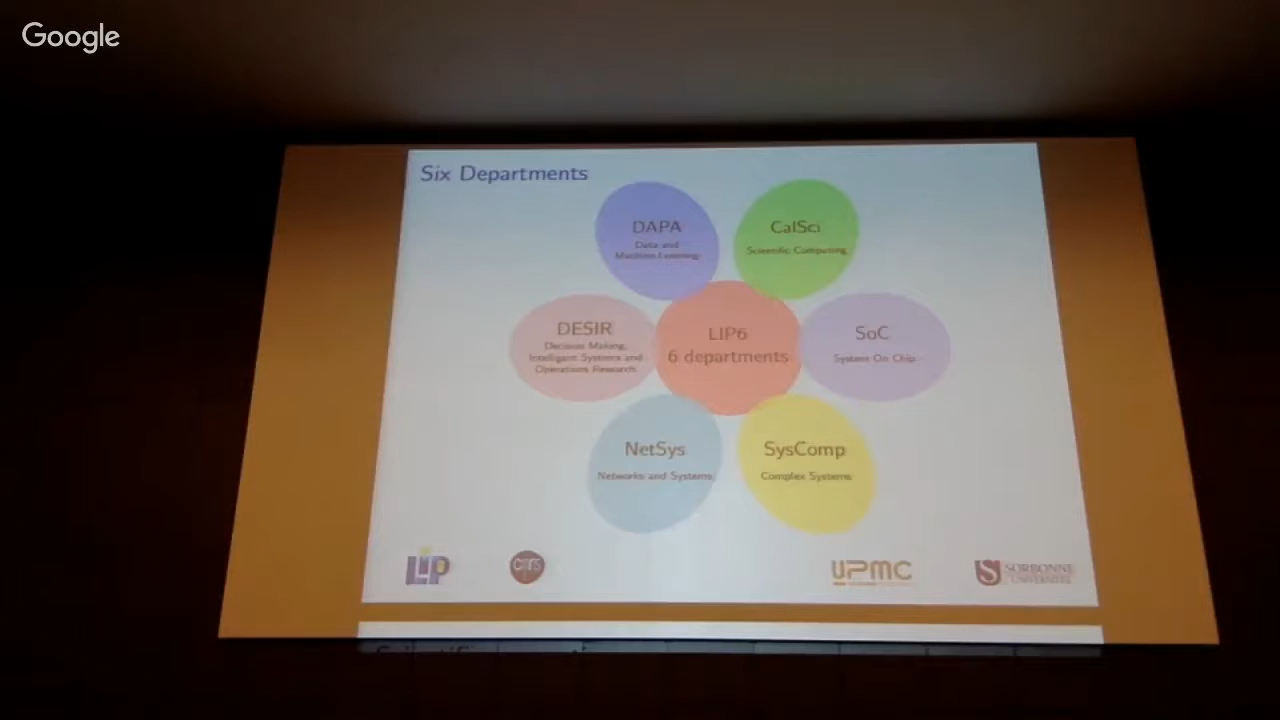 Google
Six Departments
DAPA
Data and
Machine Learning
CalSci
Scientific Computing
DESIR
Decision Making,
Intelligent Systems and
Operations Research
LIP6
6 departments
SoC
System On Chip
NetSys
Networks and Systems
SysComp
Complex Systems
LIP
cnrs
UPMC
SORBONNE
UNIVERSITÉ